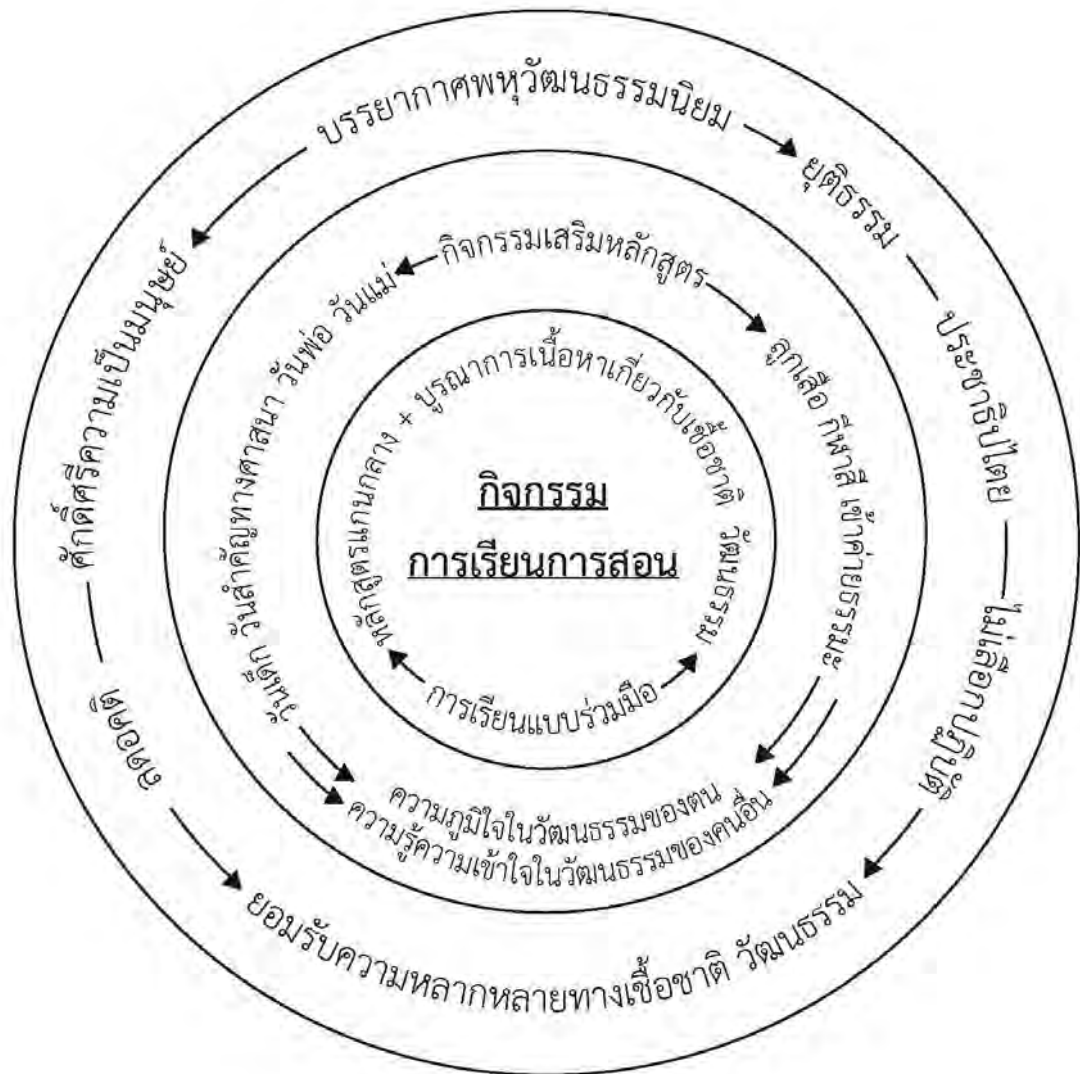 บรรยากาศพหุวัฒนธรรมนิยม
ยุติธรรม
ประชาธิปไตย
ไม่เลือกปฏิบัติ
ศักดิ์ศรีความเป็นมนุษย์
ลดอคติ
ยอมรับความหลากหลายทางเชื้อชาติ วัฒนธรรม
กิจกรรมเสริมหลักสูตร
ลูกเสือ กีฬาสี เข้าค่ายธรรมะ
วันเด็ก วันสำคัญทางศาสนา วันพ่อ วันแม่
ความภูมิใจในวัฒนธรรมของตน
ความรู้ความเข้าใจในวัฒนธรรมของคนอื่น
หลักสูตรแกนกลาง + บูรณาการเนื้อหาเกี่ยวกับเชื้อชาติ วัฒนธรรม
การเรียนแบบร่วมมือ
กิจกรรม
การเรียนการสอน